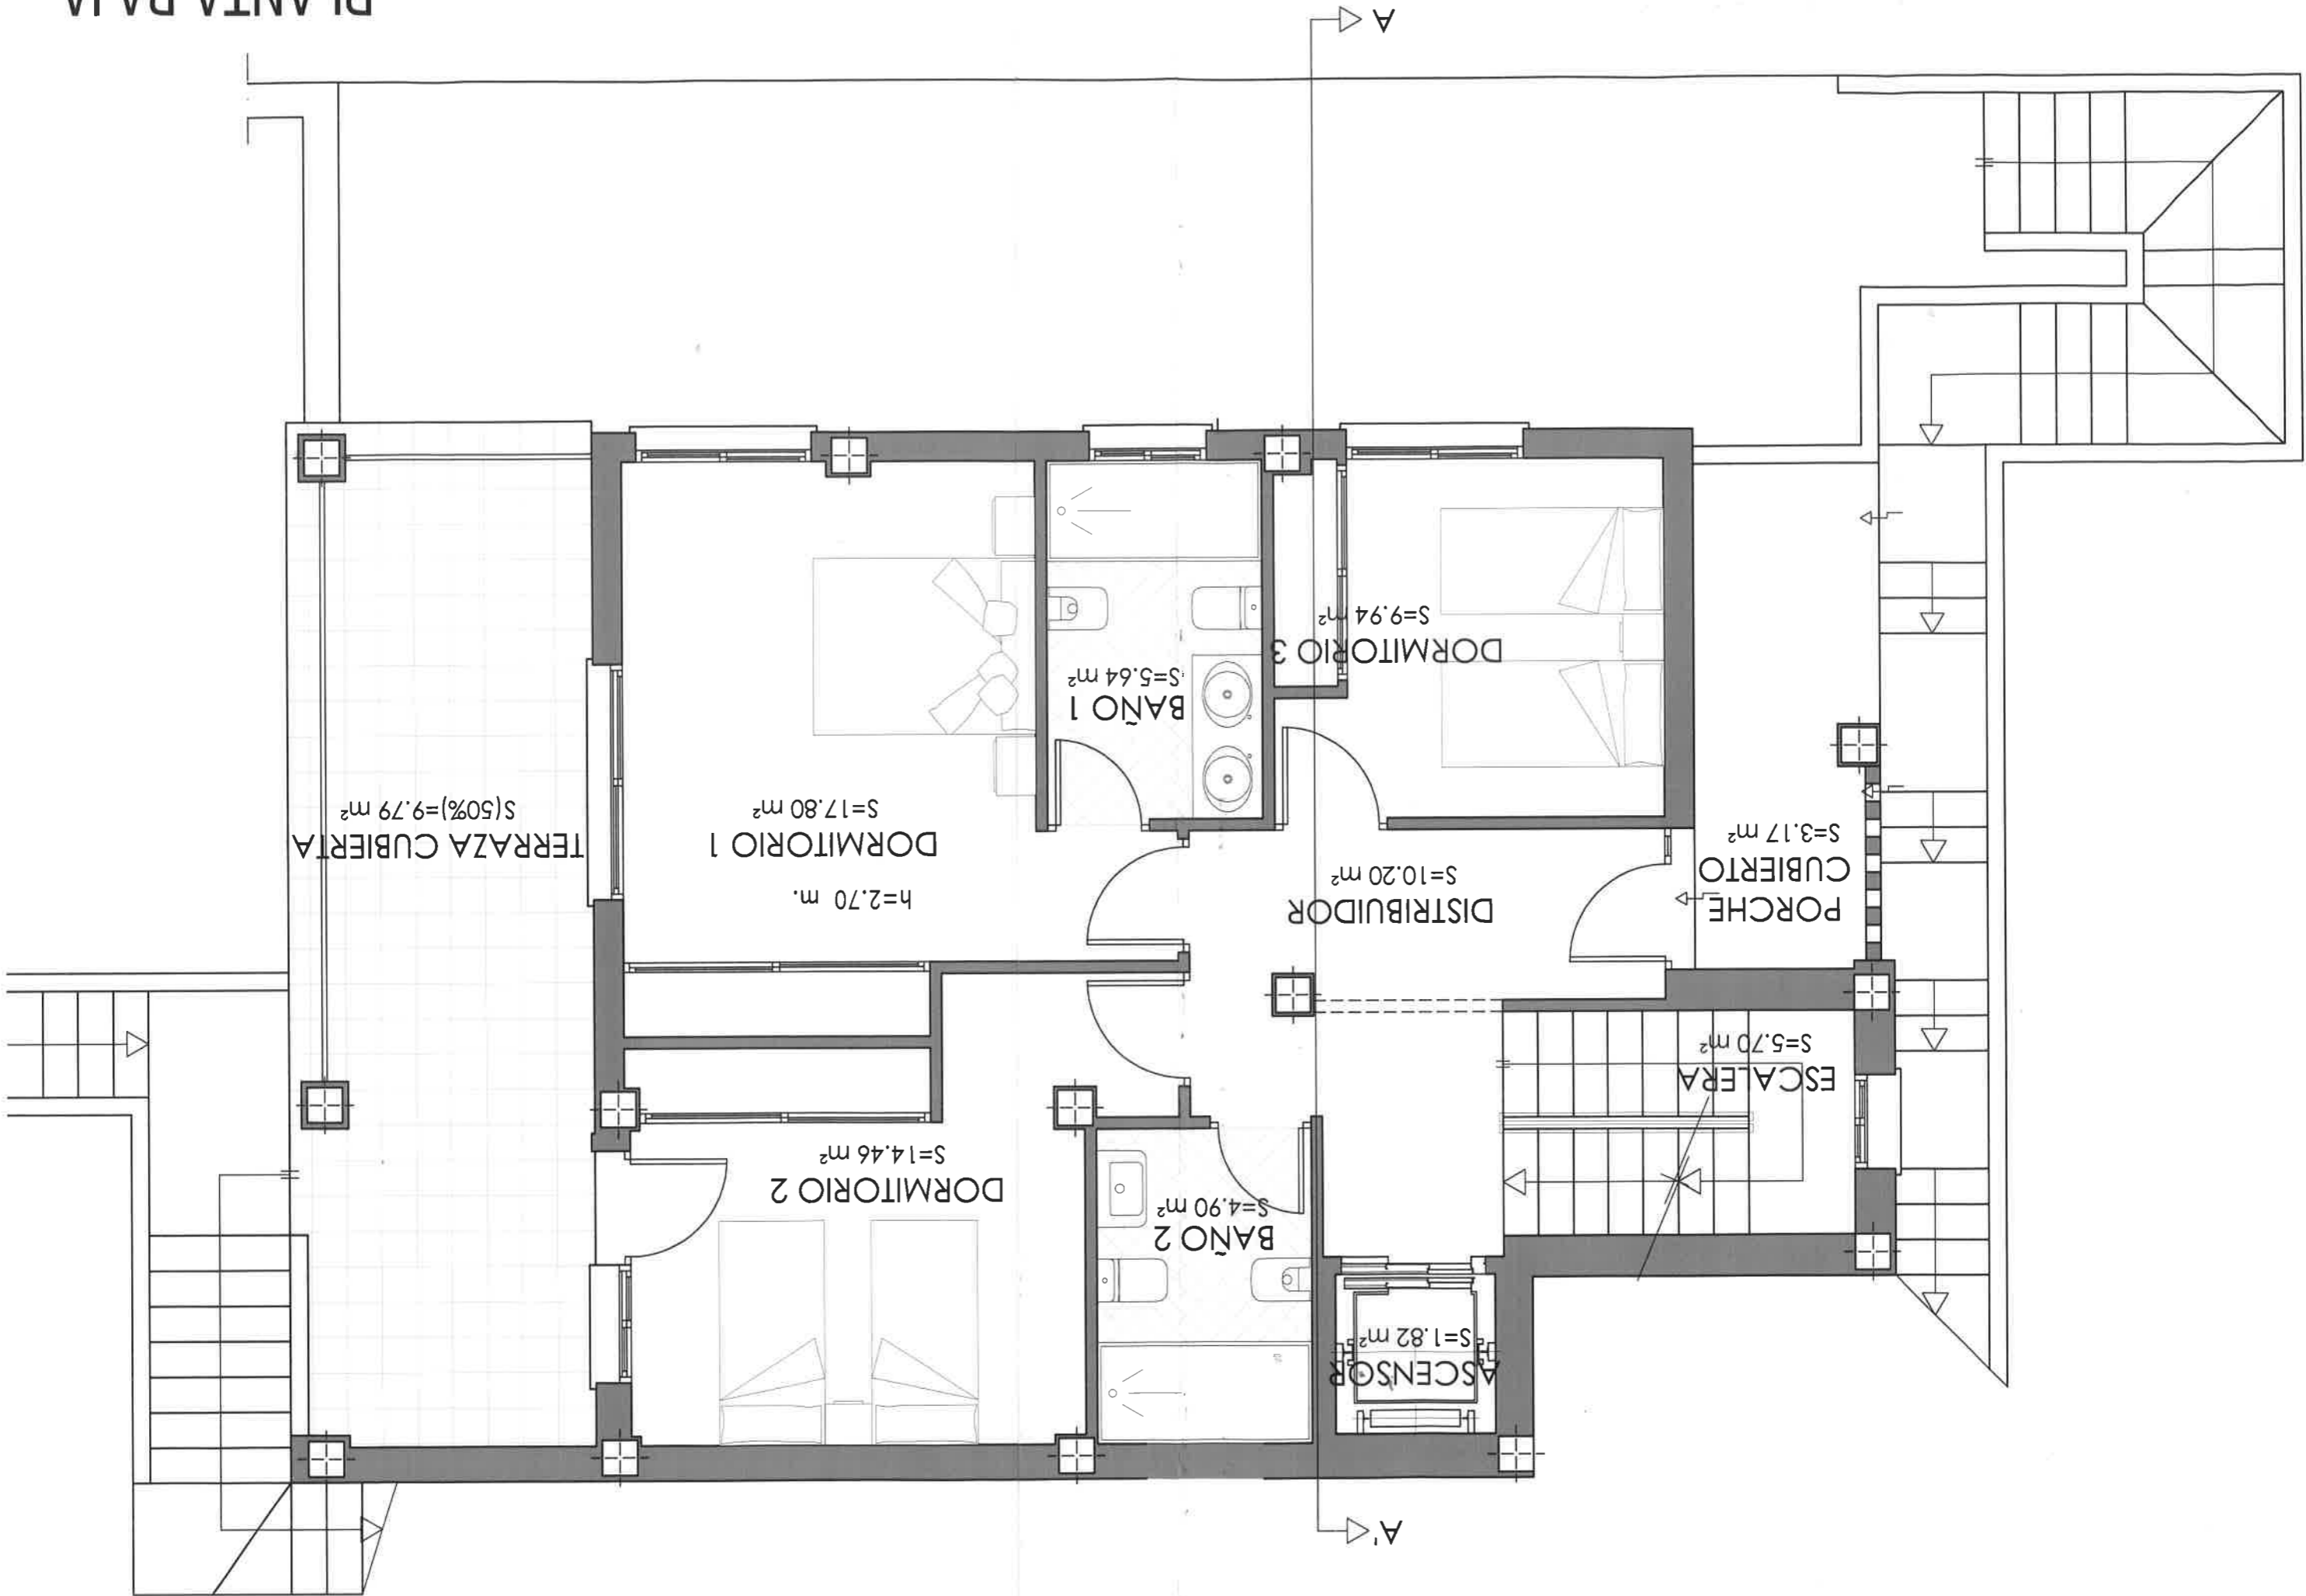 A'
ASCENSOR
S=1.82 m²
BAÑO 2
S=4.90 m²
DORMITORIO 2
S=14.46 m²
ESCALERA
S=5.70 m²
PORCHE
CUBIERTO
S=3.17 m²
DISTRIBUIDOR
S=10.20 m²
h=2.70 m.
DORMITORIO 1
S=17.80 m²
TERRAZA CUBIERTA
S(50%)=9.79 m²
BAÑO 1
S=5.64 m²
DORMITORIO 3
S=9.94 m²
A
PLANTA BAJA